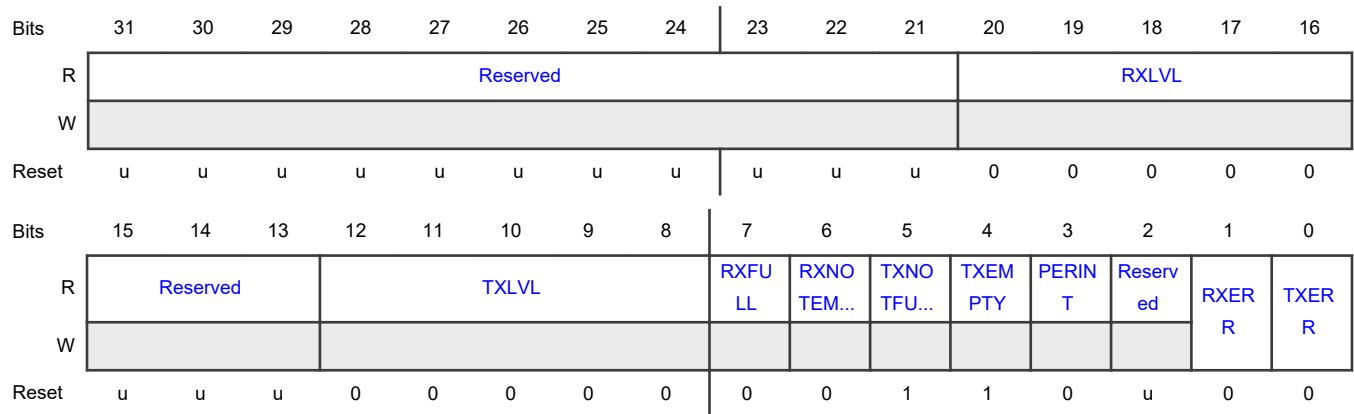 Bits 31 30 29 28 27 26 25 24 23 22 21 20 19 18 17 16
R Reserved RXLVL
W
Reset u u u u u u u u u u u 0 0 0 0 0
Bits 15 14 13 12 11 10 9 8 7 6 5 4 3 2 1 0
R Reserved TXLVL RXFU RXNO TXNO TXEM PERIN Reserv RXER TXER
LL TEM... TFU... PTY T ed R R
W
Reset u u u 0 0 0 0 0 0 0 1 1 0 u 0 0